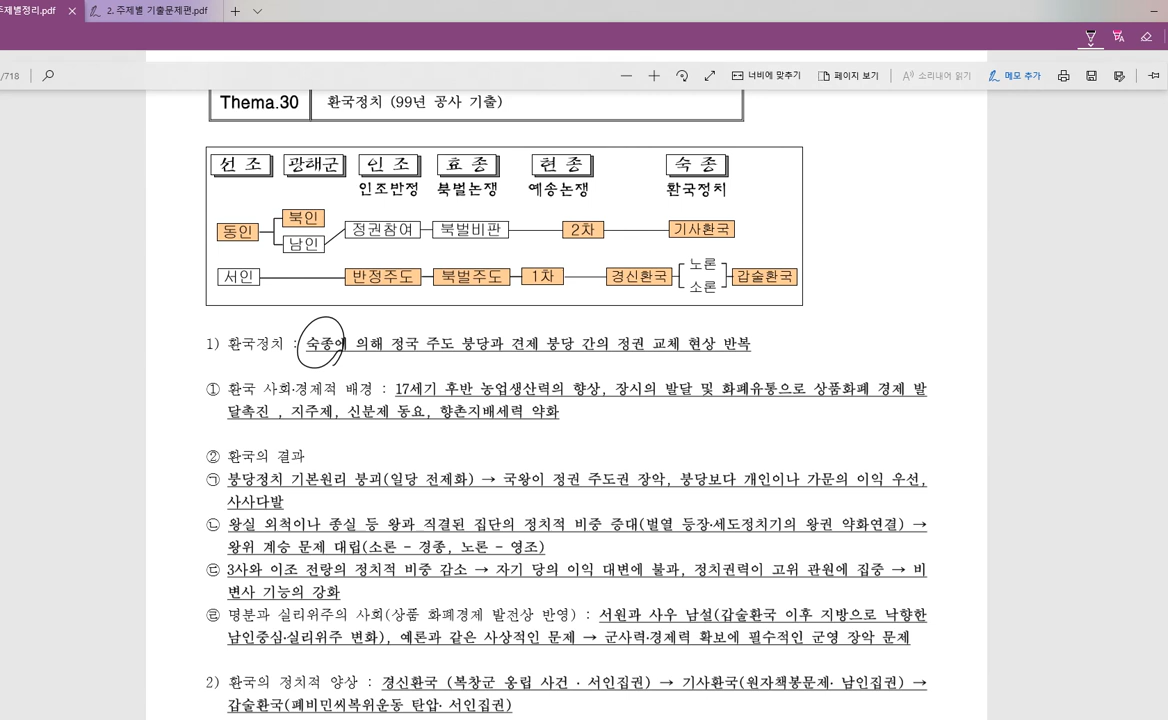 주제별정리.pdf
2. 주제별 기출문제편.pdf
/718
너비에 맞추기
페이지 보기
소리내어 읽기
메모 추가
Thema.30 환국정치 (99년 공사 기출)
선 조 광해군 인 조 효 종 현 종 숙 종
인조반정 북벌논쟁 예송논쟁 환국정치
동인 북인
남인 정권참여 북벌비판 2차 기사환국
서인 반정주도 북벌주도 1차 경신환국 노론
소론 갑술환국
1) 환국정치 : 숙종에 의해 정국 주도 붕당과 견제 붕당 간의 정권 교체 현상 반복
① 환국 사회·경제적 배경 : 17세기 후반 농업생산력의 향상, 장시의 발달 및 화폐유통으로 상품화폐 경제 발
달촉진 , 지주제, 신분제 동요, 향촌지배세력 약화
② 환국의 결과
㉠ 붕당정치 기본원리 붕괴(일당 전제화) → 국왕이 정권 주도권 장악, 붕당보다 개인이나 가문의 이익 우선,
사사다발
㉡ 왕실 외척이나 종실 등 왕과 직결된 집단의 정치적 비중 증대(벌열 등장·세도정치기의 왕권 약화연결) →
왕위 계승 문제 대립(소론 - 경종, 노론 - 영조)
㉢ 3사와 이조 전랑의 정치적 비중 감소 → 자기 당의 이익 대변에 불과, 정치권력이 고위 관원에 집중 → 비
변사 기능의 강화
㉣ 명분과 실리위주의 사회(상품 화폐경제 발전상 반영) : 서원과 사우 남설(갑술환국 이후 지방으로 낙향한
남인중심·실리위주 변화), 예론과 같은 사상적인 문제 → 군사력·경제력 확보에 필수적인 군영 장악 문제
2) 환국의 정치적 양상 : 경신환국 (복창군 옹립 사건 · 서인집권) → 기사환국(원자책봉문제· 남인집권) →
갑술환국(폐비민씨복위운동 탄압· 서인집권)